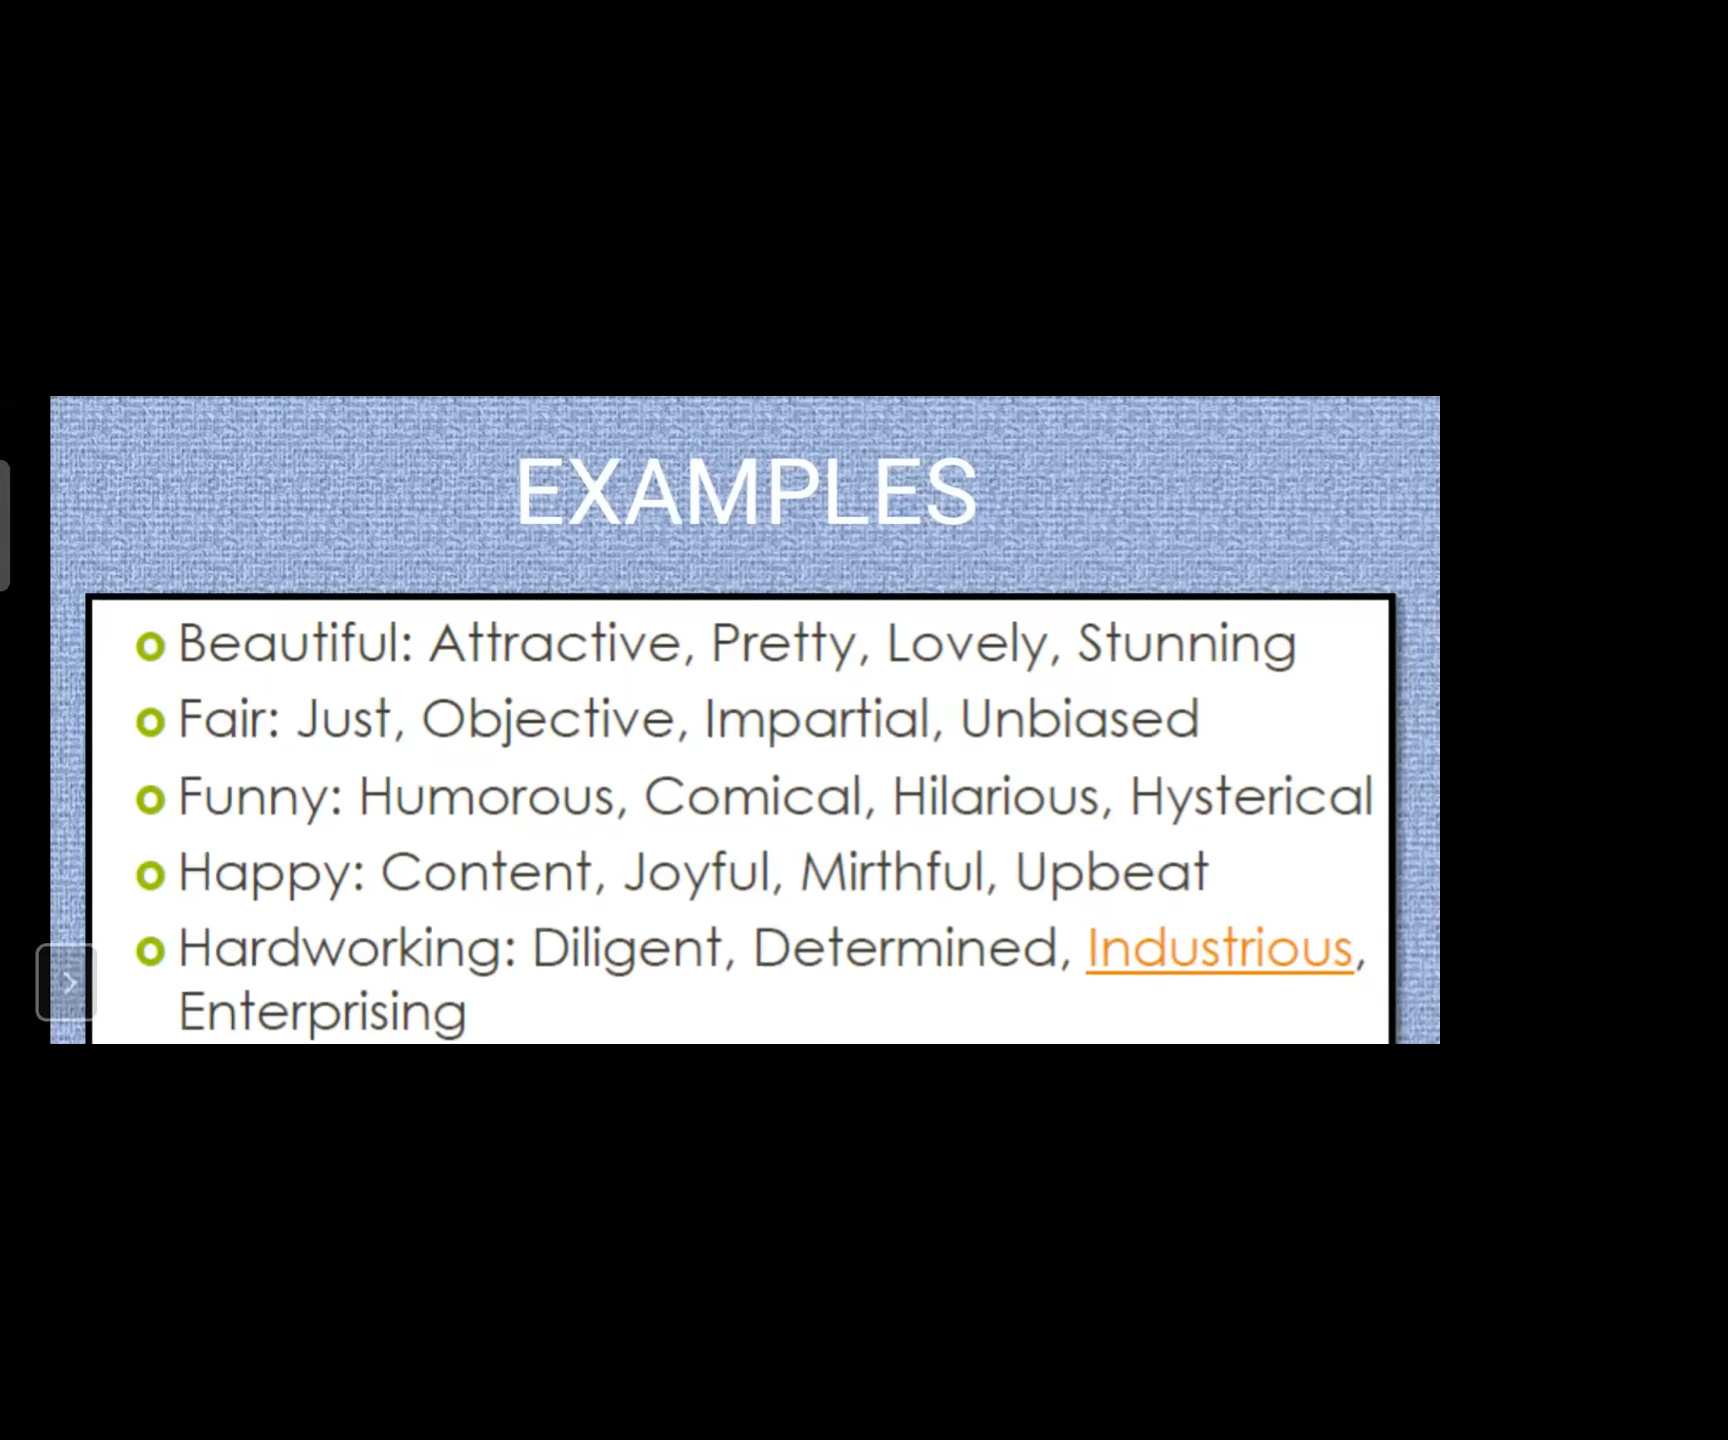 EXAMPLES
Beautiful: Attractive, Pretty, Lovely, Stunning
Fair: Just, Objective, Impartial, Unbiased
Funny: Humorous, Comical, Hilarious, Hysterical
Happy: Content, Joyful, Mirthful, Upbeat
Hardworking: Diligent, Determined, Industrious,
Enterprising